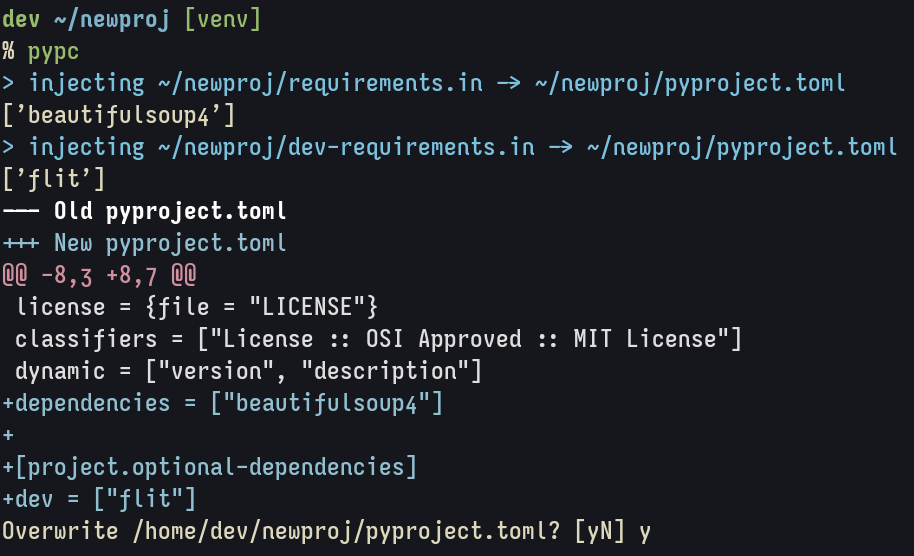 dev ~/newproj [venv]
% pypc
> injecting ~/newproj/requirements.in —> ~/newproj/pyproject.toml
['beautifulsoup4']
> injecting ~/newproj/dev-requirements.in —> ~/newproj/pyproject.toml
['flit']
--- Old pyproject.toml
+++ New pyproject.toml
@@ -8,3 +8,7 @@
 license = {file = "LICENSE"}
 classifiers = ["License :: OSI Approved :: MIT License"]
 dynamic = ["version", "description"]
+dependencies = ["beautifulsoup4"]
+
+[project.optional-dependencies]
+dev = ["flit"]
Overwrite /home/dev/newproj/pyproject.toml? [yN] y